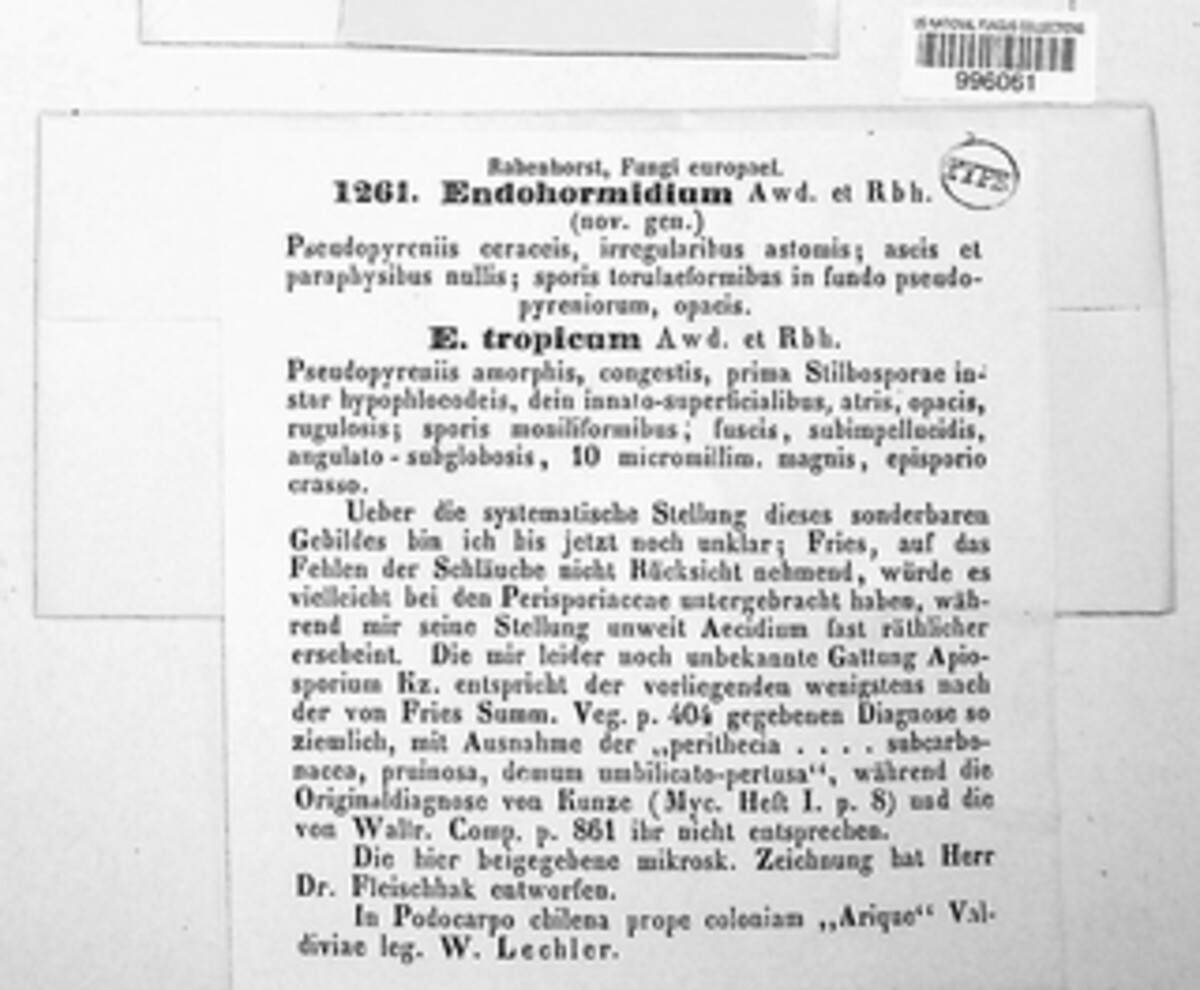 US NATIONAL FUNGUS COLLECTIONS
996061
TYPE
Rabenhorst, Fungi europaei.
1261. Endohormidium Awd. et Rbh.
(nov. gen.)
Pseudopyreniis ceraceis, irregularibus astomis; ascis et
paraphysibus nullis; sporis torulaeformibus in fundo pseudo-
pyreniorum, opacis.
E. tropicum Awd. et Rbh.
Pseudopyreniis amorphis, congestis, prima Stilbosporae in-
star hypophloeodeis, dein innato-superficialibus, atris, opacis,
rugulosis; sporis moniliformibus; fuscis, subimpellucidis,
angulato-subglobosis, 10 micromillim. magnis, episporio
crasso.
Ueber die systematische Stellung dieses sonderbaren
Gebildes bin ich bis jetzt noch unklar; Fries, auf das
Fehlen der Schläuche nicht Rücksicht nehmend, würde es
vielleicht bei den Perisporiaceae untergebracht haben, wäh-
rend mir seine Stellung unweit Aecidium fast räthlicher
erscheint. Die mir leider noch unbekannte Gattung Apio-
sporium Kz. entspricht der vorliegenden wenigstens nach
der von Fries Summ. Veg. p. 404 gegebenen Diagnose so
ziemlich, mit Ausnahme der „perithecia . . . . subcarbo-
nacea, pruinosa, demum umbilicato-pertusa“, während die
Originaldiagnose von Kunze (Myc. Heft I. p. 8) und die
von Wallr. Comp. p. 861 ihr nicht entsprechen.
Die hier beigegebene mikrosk. Zeichnung hat Herr
Dr. Fleischhak entworfen.
In Podocarpo chilena prope coloniam „Arique“ Val-
diviae leg. W. Lechler.